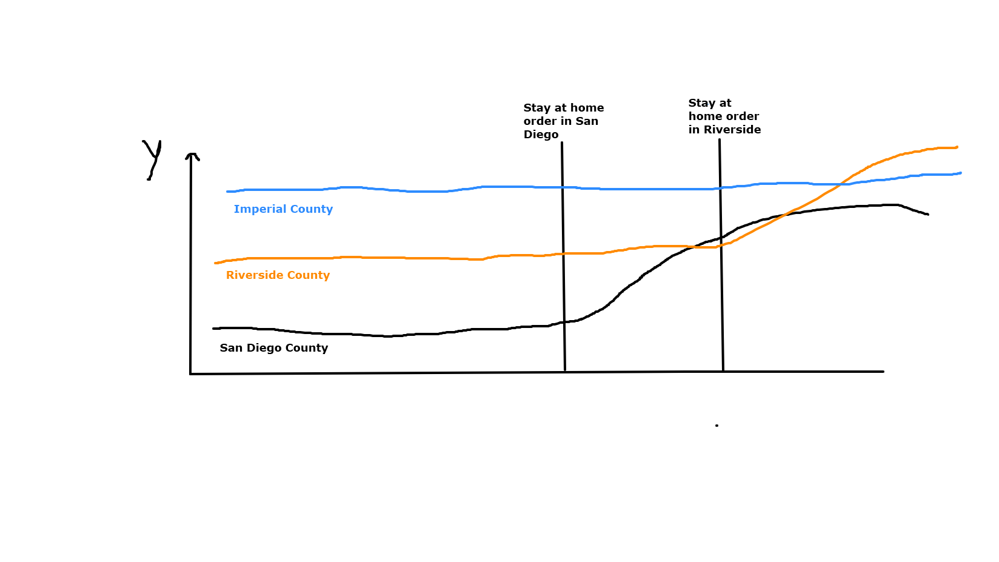 Stay at home
order in San
Diego
Stay at
home order
in Riverside
y
Imperial County
Riverside County
San Diego County